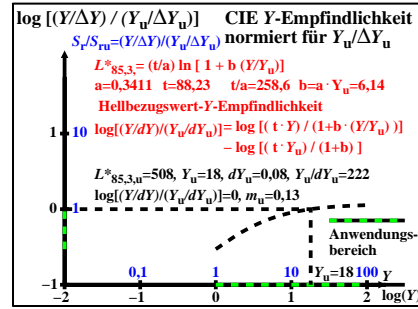 log [(Y/ΔY) / (Yu/ΔYu)] CIE Y-Empfindlichkeit
Sr/Sru=(Y/ΔY)/(Yu/ΔYu) normiert für Yu/ΔYu
L*85,3,=(t/a) ln [ 1 + b (Y/Yu)]
a=0,3411 t=88,23 t/a=258,6 b=a·Yu=6,14
Hellbezugswert-Y-Empfindlichkeit
log[(Y/dY)/(Yu/dYu)]= log [( t·Y) / (1+b·(Y/Yu) )]
− log [( t·Yu) / (1+b) ]
1 10
L*85,3,u=508, Yu=18, dYu=0,08, Yu/dYu=222
log[(Y/dY)/(Yu/dYu)]=0, mu=0,13
0 1
Anwendungs-
bereich
0,1 1 10 Yu=18 100 Y
−1
−2 −1 0 1 2 log(Y)